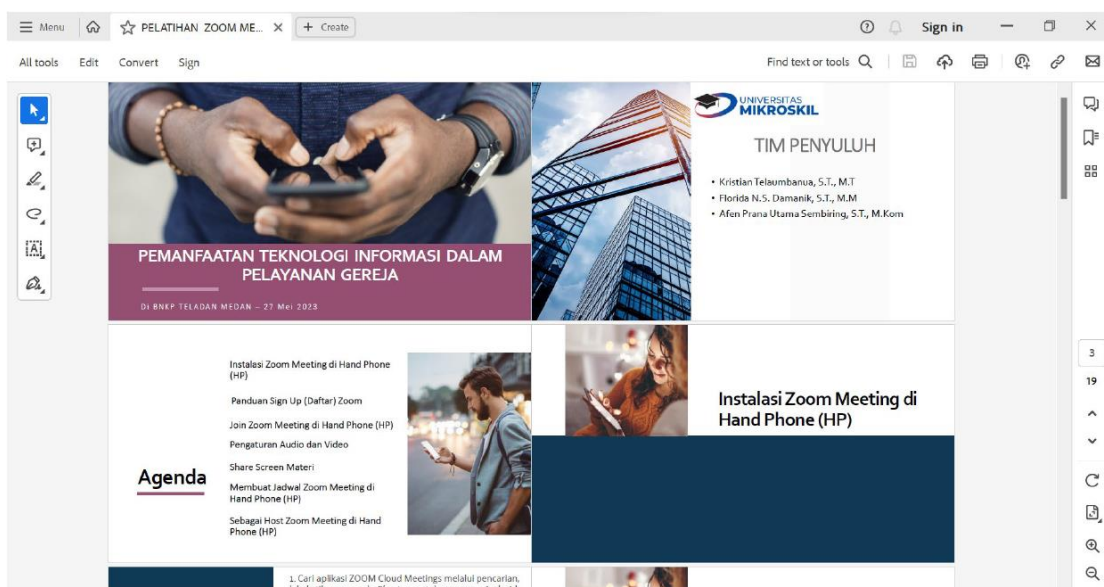 Menu
PELATIHAN ZOOM ME...
Create
Sign in
All tools Edit Convert Sign
Find text or tools
UNIVERSITAS
MIKROSKIL
TIM PENYULUH
• Kristian Telaumbanua, S.T., M.T
• Florida N.S. Damanik, S.T., M.M
• Afen Prana Utama Sembiring, S.T., M.Kom
PEMANFAATAN TEKNOLOGI INFORMASI DALAM
PELAYANAN GEREJA
Di BNKP TELADAN MEDAN – 27 Mei 2023
Agenda
Instalasi Zoom Meeting di Hand Phone
(HP)
Panduan Sign Up (Daftar) Zoom
Join Zoom Meeting di Hand Phone (HP)
Pengaturan Audio dan Video
Share Screen Materi
Membuat Jadwal Zoom Meeting di
Hand Phone (HP)
Sebagai Host Zoom Meeting di Hand
Phone (HP)
Instalasi Zoom Meeting di
Hand Phone (HP)
1. Cari aplikasi ZOOM Cloud Meetings melalui pencarian,
3
19